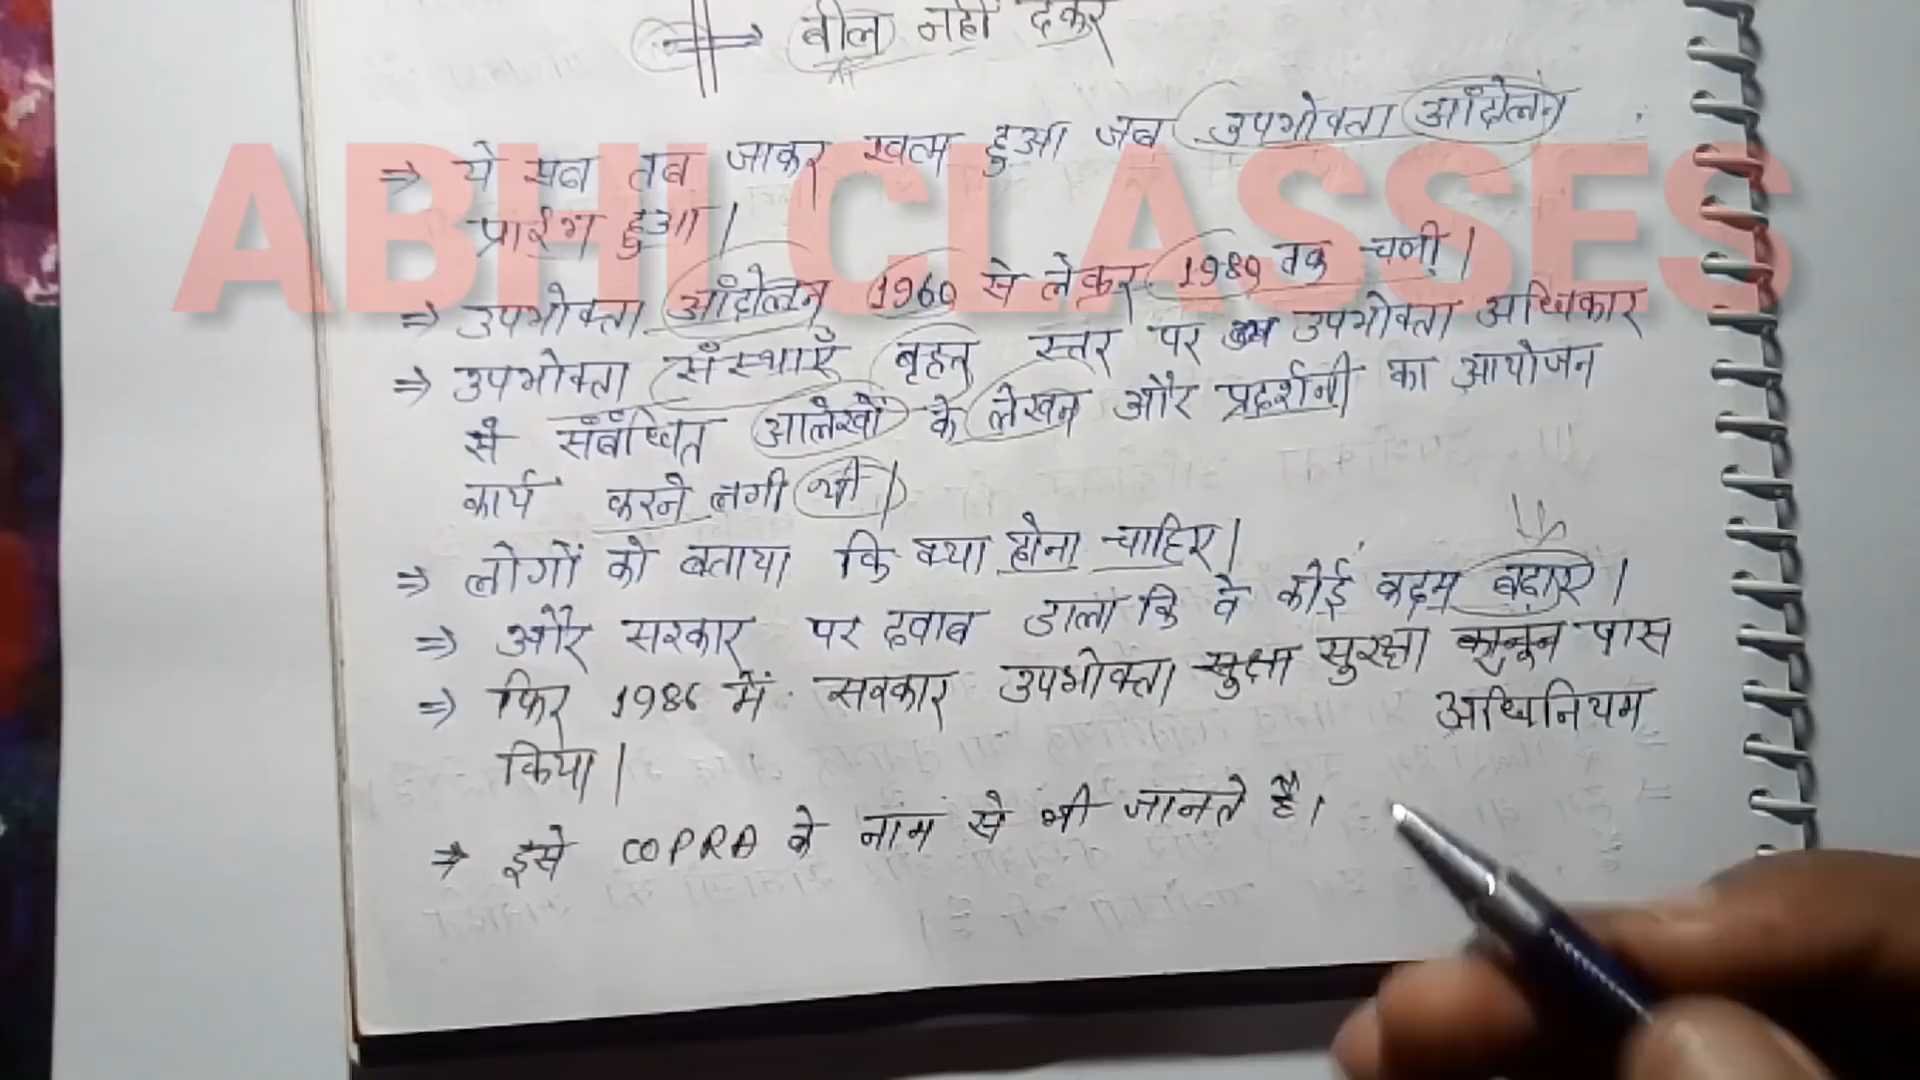 बील नहीं देकर
⇒ ये सब तब जाकर खत्म हुआ जब उपभोक्ता आंदोलन
प्रारंभ हुआ।
⇒ उपभोक्ता आंदोलन 1960 से लेकर 1989 तक चली।
⇒ उपभोक्ता संस्थाएँ बृहत् स्तर पर उपभोक्ता अधिकार
से संबंधित आलेखों के लेखन और प्रदर्शनी का आयोजन
कार्य करने लगी थी।
⇒ लोगों को बताया कि क्या होना चाहिए।
⇒ और सरकार पर दवाब डाला कि वे कोई कदम बढ़ाए।
⇒ फिर 1986 में सरकार उपभोक्ता सुरक्षा कानून पास
अधिनियम
किया।
⇒ इसे COPRA के नाम से भी जानते है।
ABHI CLASSES